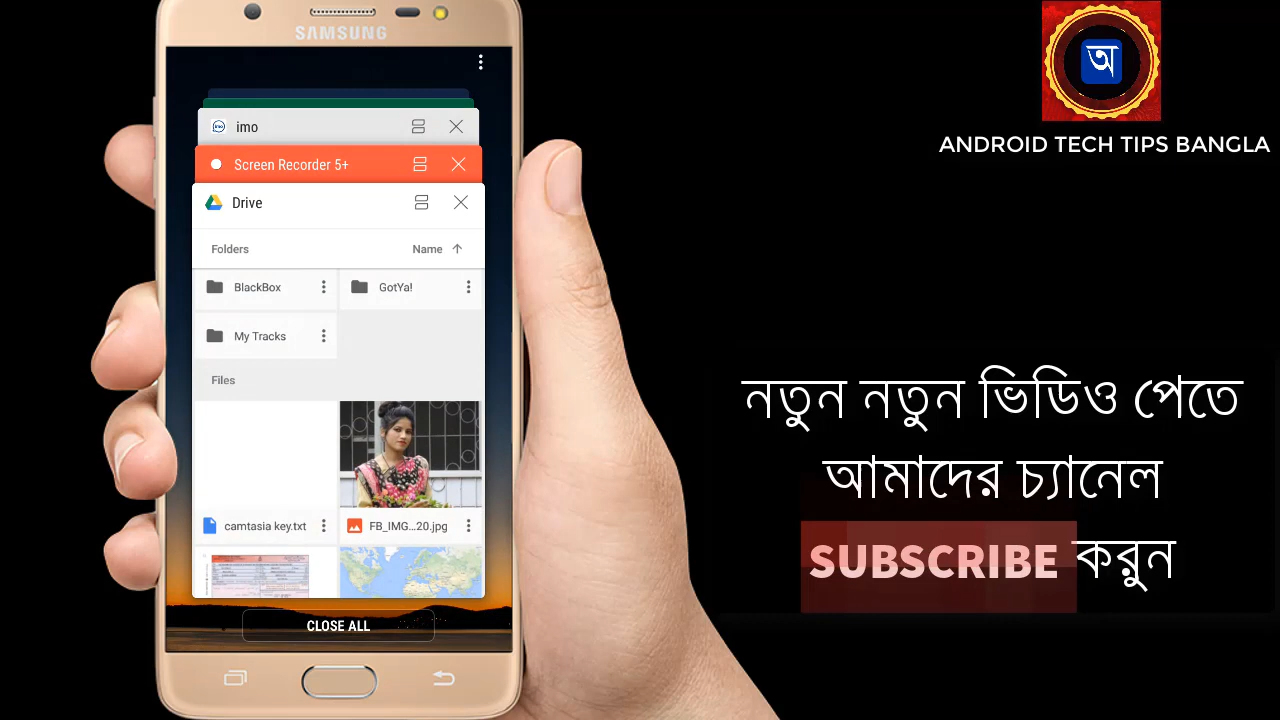 SAMSUNG
imo
Screen Recorder 5+
Drive
Folders Name
BlackBox GotYa!
My Tracks
Files
camtasia key.txt FB_IMG...20.jpg
CLOSE ALL
অ
ANDROID TECH TIPS BANGLA
নতুন নতুন ভিডিও পেতে
আমাদের চ্যানেল
SUBSCRIBE করুন